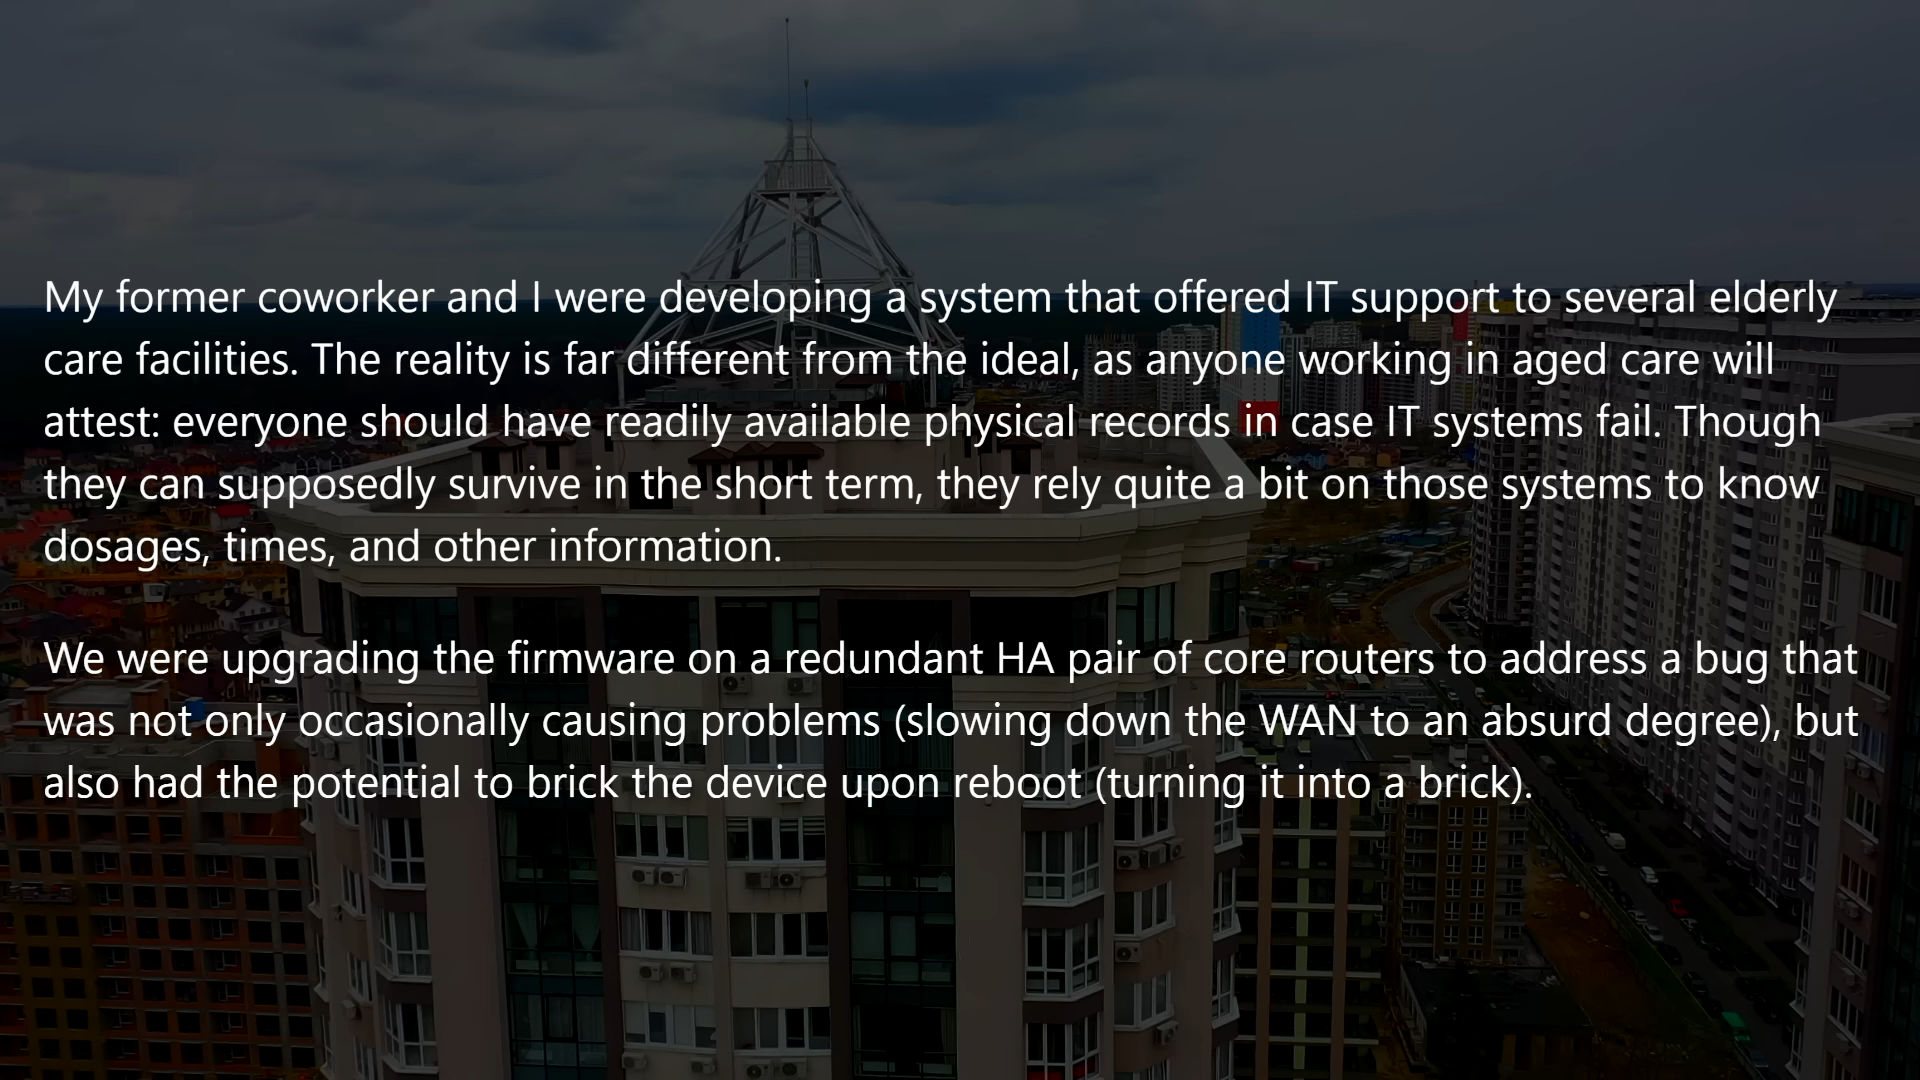 My former coworker and I were developing a system that offered IT support to several elderly
care facilities. The reality is far different from the ideal, as anyone working in aged care will
attest: everyone should have readily available physical records in case IT systems fail. Though
they can supposedly survive in the short term, they rely quite a bit on those systems to know
dosages, times, and other information.
We were upgrading the firmware on a redundant HA pair of core routers to address a bug that
was not only occasionally causing problems (slowing down the WAN to an absurd degree), but
also had the potential to brick the device upon reboot (turning it into a brick).